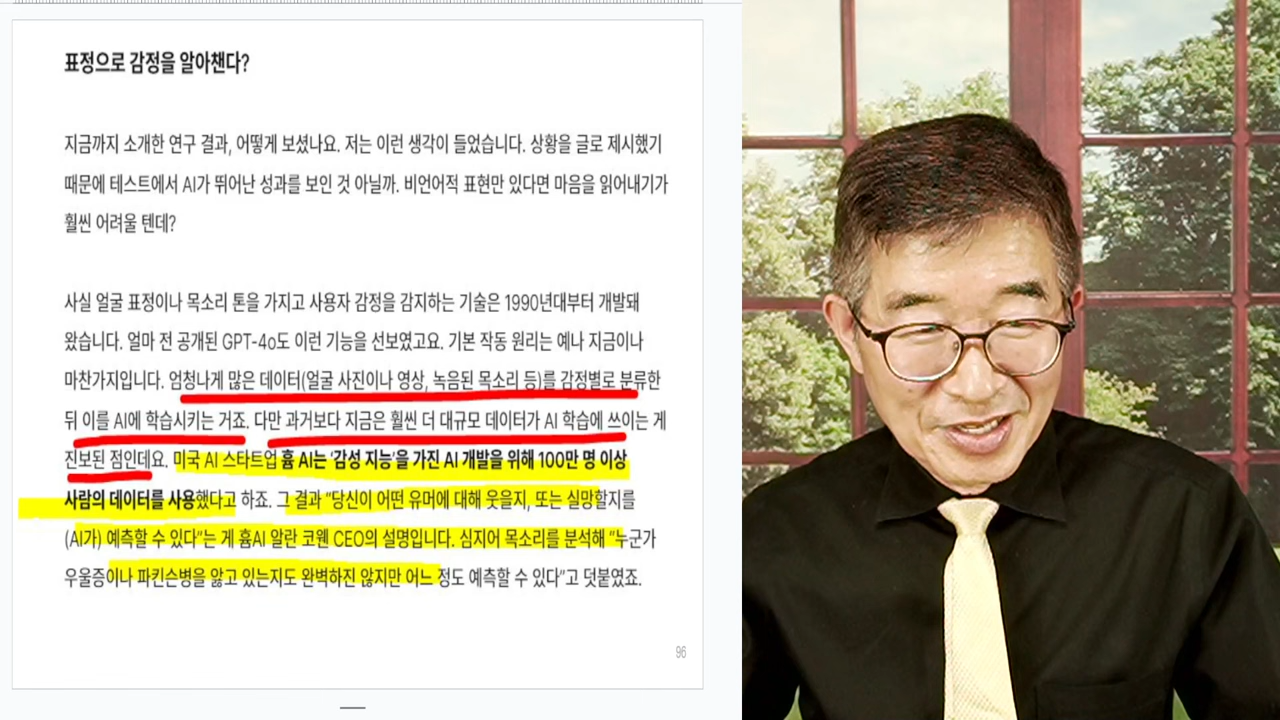 표정으로 감정을 알아챈다?
지금까지 소개한 연구 결과, 어떻게 보셨나요. 저는 이런 생각이 들었습니다. 상황을 글로 제시했기
때문에 테스트에서 AI가 뛰어난 성과를 보인 것 아닐까. 비언어적 표현만 있다면 마음을 읽어내기가
훨씬 어려울 텐데?
사실 얼굴 표정이나 목소리 톤을 가지고 사용자 감정을 감지하는 기술은 1990년대부터 개발돼
왔습니다. 얼마 전 공개된 GPT-4o도 이런 기능을 선보였고요. 기본 작동 원리는 예나 지금이나
마찬가지입니다. 엄청나게 많은 데이터(얼굴 사진이나 영상, 녹음된 목소리 등)를 감정별로 분류한
뒤 이를 AI에 학습시키는 거죠. 다만 과거보다 지금은 훨씬 더 대규모 데이터가 AI 학습에 쓰이는 게
진보된 점인데요. 미국 AI 스타트업 흄 AI는 ‘감성 지능’을 가진 AI 개발을 위해 100만 명 이상
사람의 데이터를 사용했다고 하죠. 그 결과 “당신이 어떤 유머에 대해 웃을지, 또는 실망할지를
(AI가) 예측할 수 있다”는 게 흄AI 알란 코웬 CEO의 설명입니다. 심지어 목소리를 분석해 “누군가
우울증이나 파킨슨병을 앓고 있는지도 완벽하진 않지만 어느 정도 예측할 수 있다”고 덧붙였죠.
96